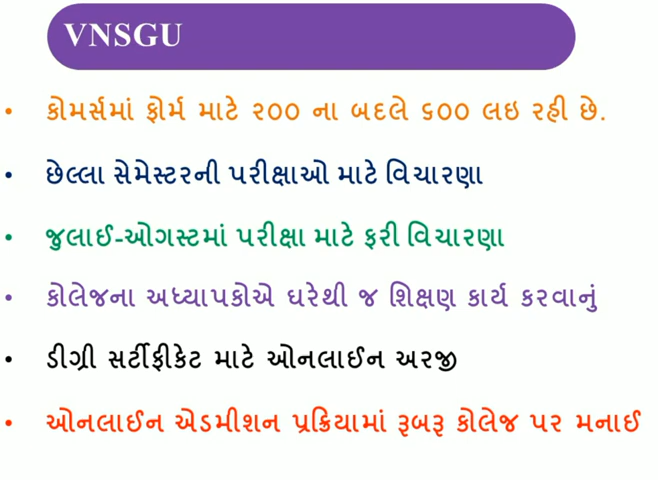 VNSGU
• કોમર્સમાં ફોર્મ માટે ૨૦૦ ના બદલે ૬૦૦ લઇ રહી છે.
• છેલ્લા સેમેસ્ટરની પરીક્ષાઓ માટે વિચારણા
• જુલાઈ-ઓગસ્ટમાં પરીક્ષા માટે ફરી વિચારણા
• કોલેજના અધ્યાપકોએ ઘરેથી જ શિક્ષણ કાર્ય કરવાનું
• ડીગ્રી સર્ટીફીકેટ માટે ઓનલાઈન અરજી
• ઓનલાઈન એડમીશન પ્રક્રિયામાં રૂબરૂ કોલેજ પર મનાઈ